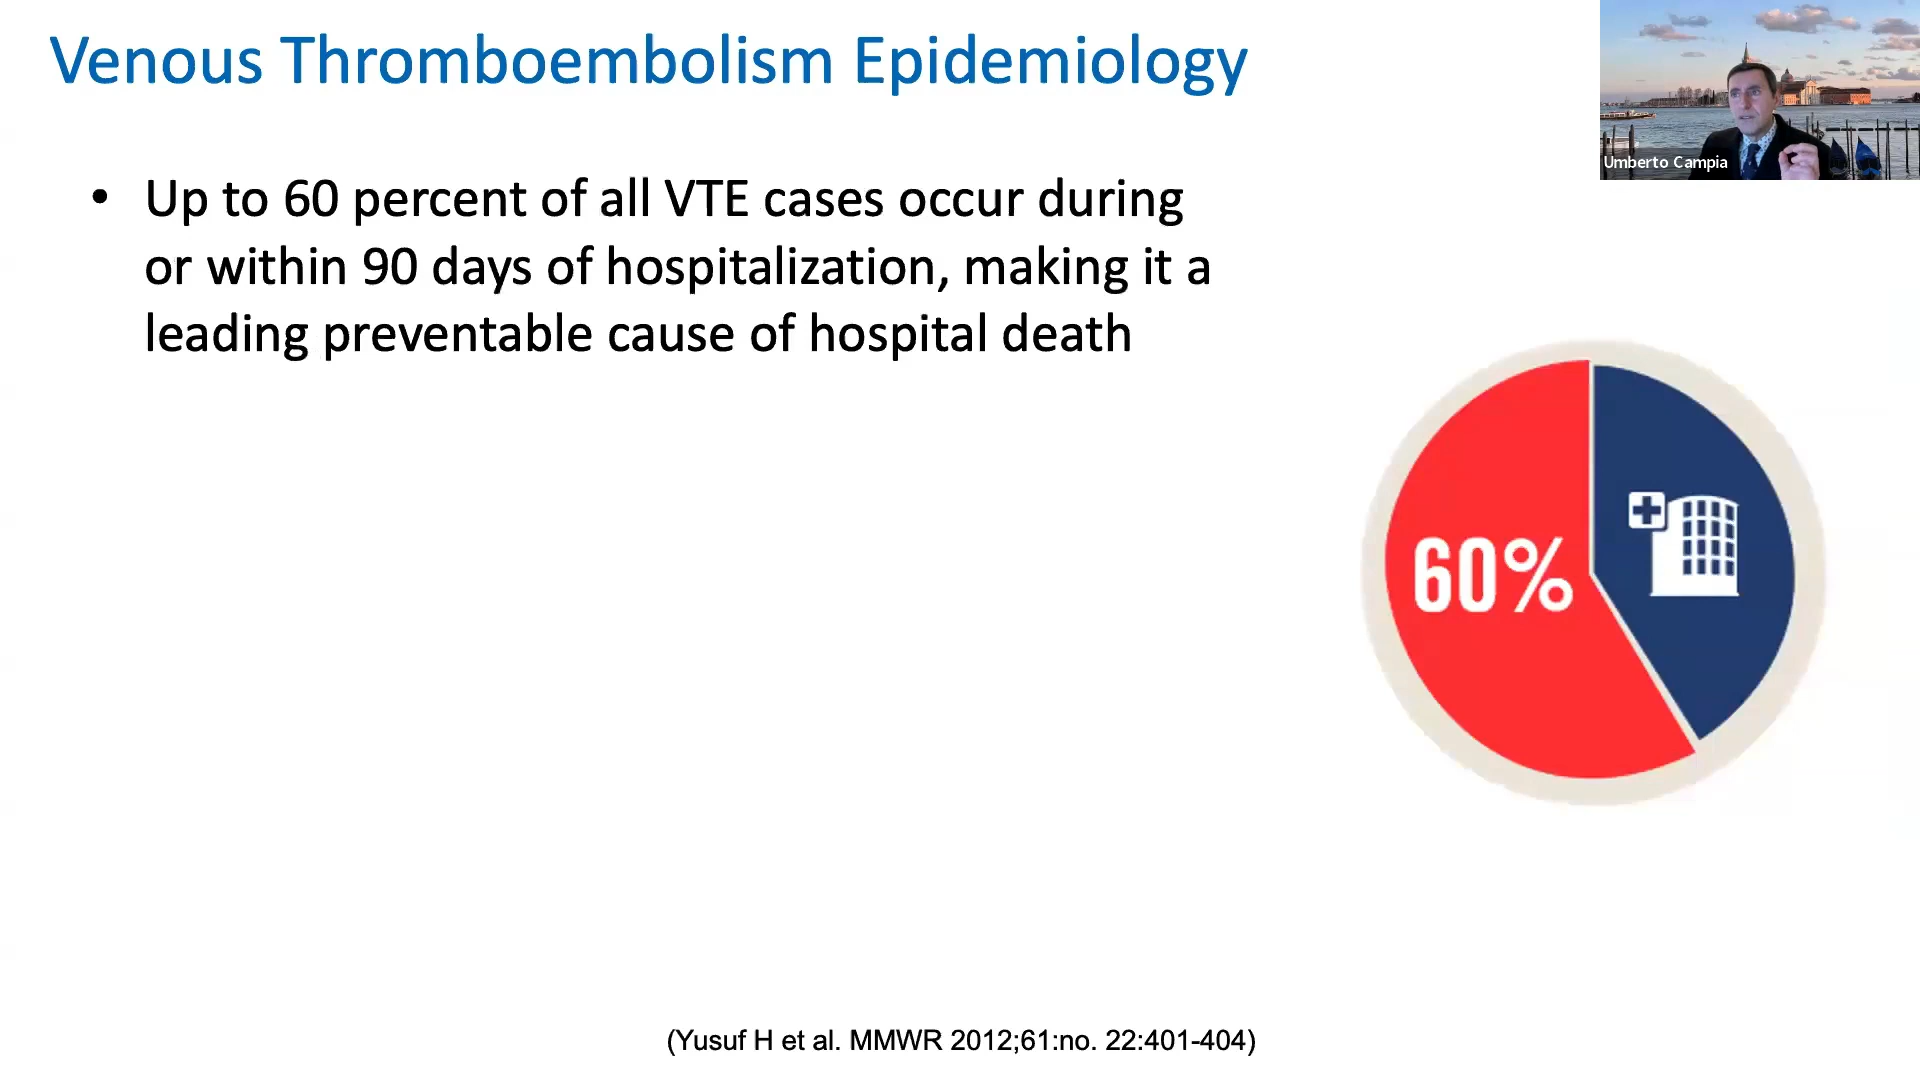 Venous Thromboembolism Epidemiology
Umberto Campia
• Up to 60 percent of all VTE cases occur during
or within 90 days of hospitalization, making it a
leading preventable cause of hospital death
60%
(Yusuf H et al. MMWR 2012;61:no. 22:401-404)